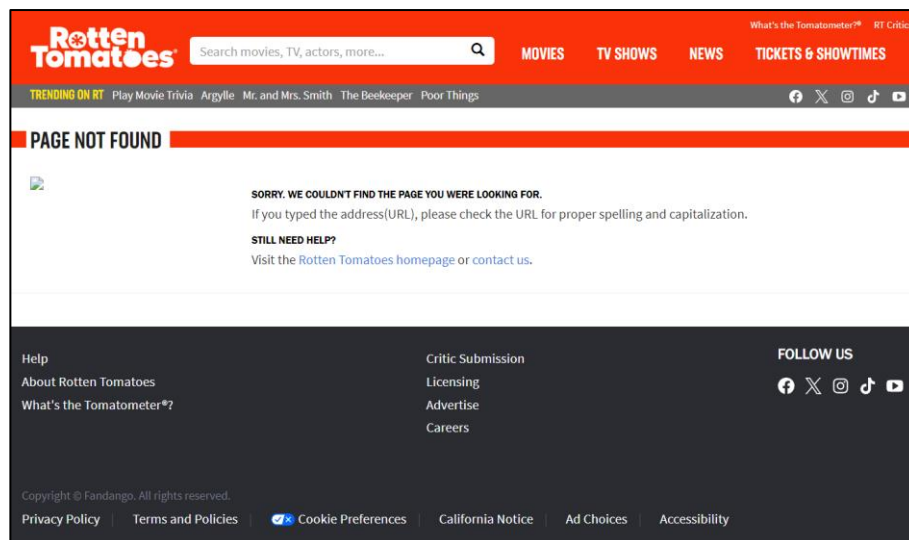 What's the Tomatometer?® RT Critic
Rotten
Tomatoes
Search movies, TV, actors, more...
MOVIES TV SHOWS NEWS TICKETS & SHOWTIMES
TRENDING ON RT Play Movie Trivia Argylle Mr. and Mrs. Smith The Beekeeper Poor Things
PAGE NOT FOUND
SORRY. WE COULDN'T FIND THE PAGE YOU WERE LOOKING FOR.
If you typed the address(URL), please check the URL for proper spelling and capitalization.
STILL NEED HELP?
Visit the Rotten Tomatoes homepage or contact us.
Help
About Rotten Tomatoes
What's the Tomatometer®?
Critic Submission
Licensing
Advertise
Careers
FOLLOW US
Copyright © Fandango. All rights reserved.
Privacy Policy | Terms and Policies | Cookie Preferences | California Notice | Ad Choices | Accessibility